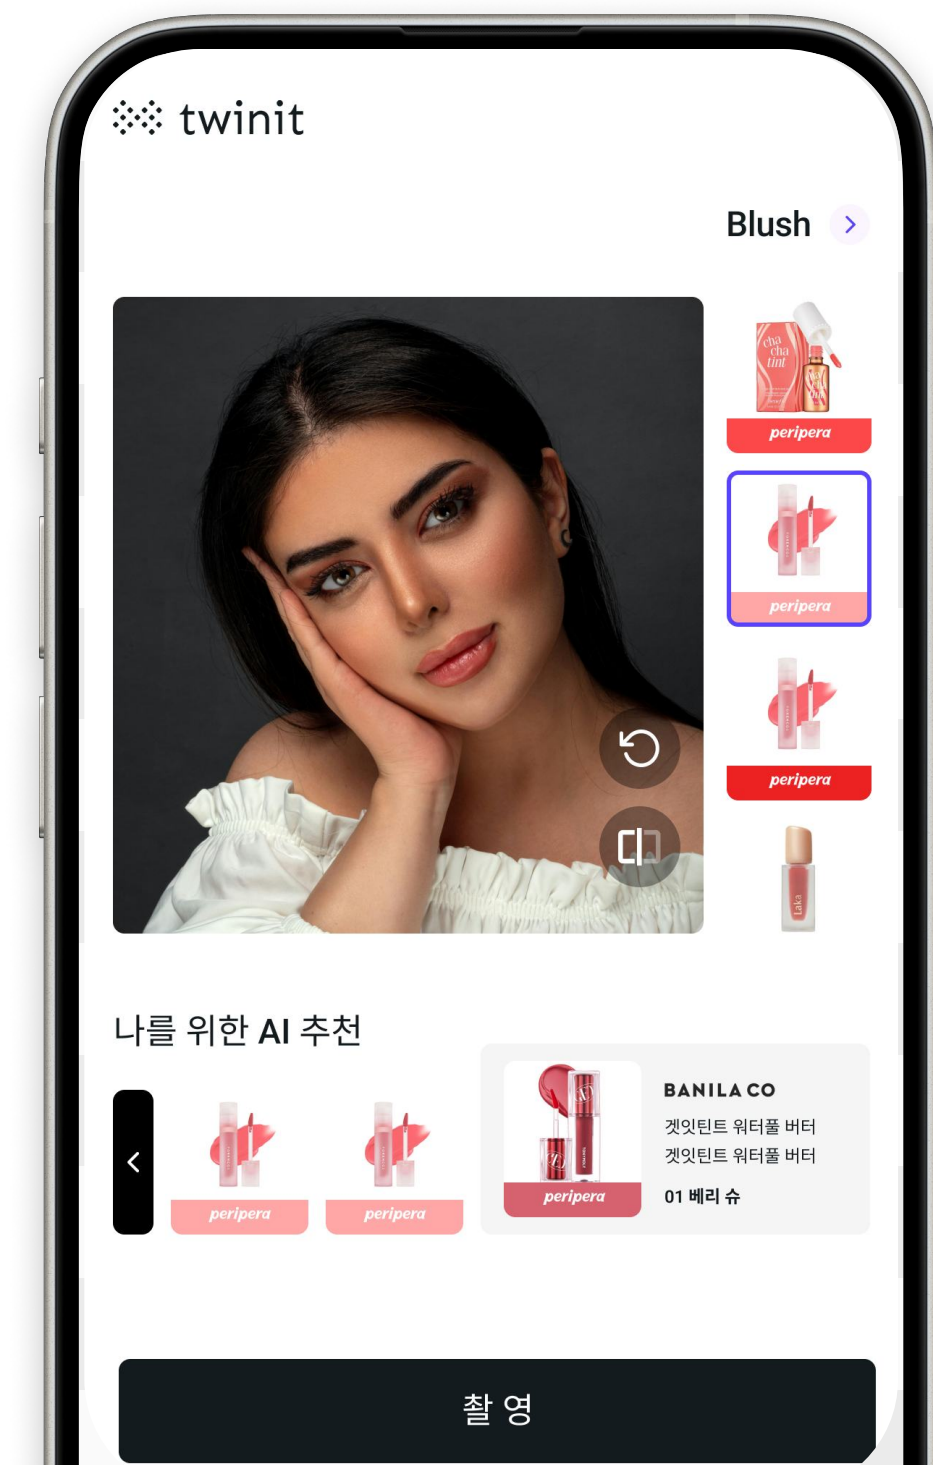 twinit
Blush
cha
cha
tint
peripera
peripera
peripera
Laka
나를 위한 AI 추천
peripera
peripera
peripera
BANILA CO
겟잇틴트 워터풀 버터
겟잇틴트 워터풀 버터
01 베리 슈
촬 영